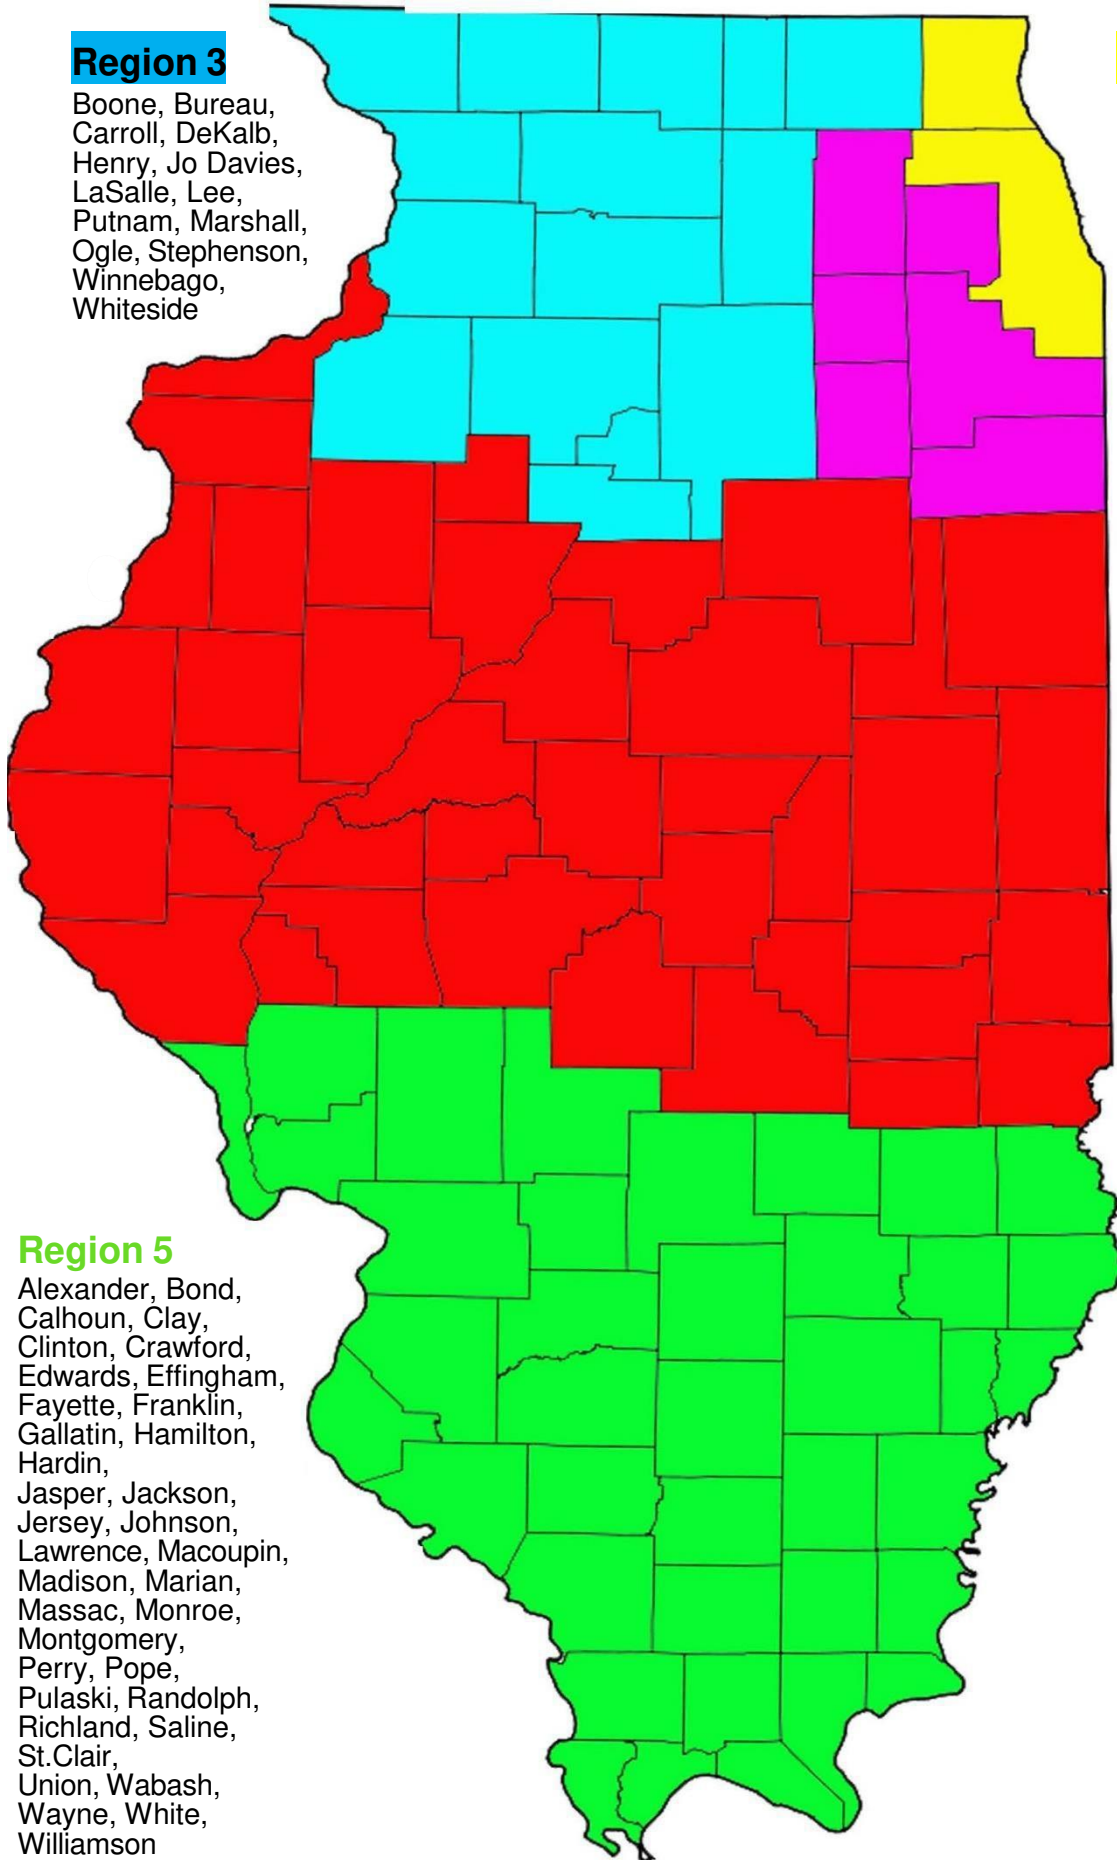 Region 3
Boone, Bureau,
Carroll, DeKalb,
Henry, Jo Davies,
LaSalle, Lee,
Putnam, Marshall,
Ogle, Stephenson,
Winnebago,
Whiteside
Region 5
Alexander, Bond,
Calhoun, Clay,
Clinton, Crawford,
Edwards, Effingham,
Fayette, Franklin,
Gallatin, Hamilton,
Hardin,
Jasper, Jackson,
Jersey, Johnson,
Lawrence, Macoupin,
Madison, Marian,
Massac, Monroe,
Montgomery,
Perry, Pope,
Pulaski, Randolph,
Richland, Saline,
St.Clair,
Union, Wabash,
Wayne, White,
Williamson